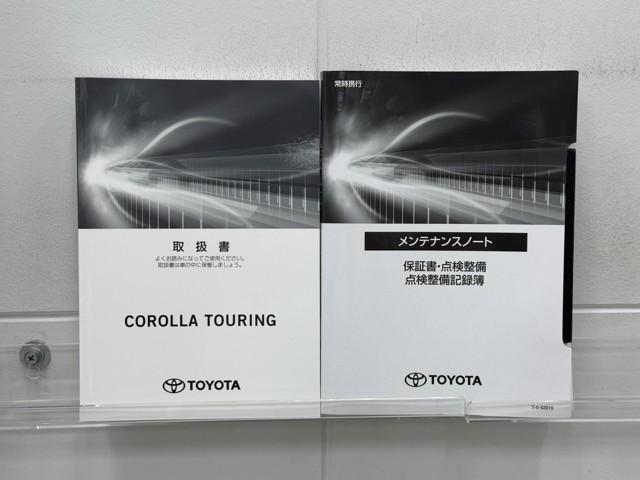 取扱書
よくお読みになってご使用ください。
取扱書は車の中に保管しましょう。
COROLLA TOURING
TOYOTA
常時携行
メンテナンスノート
保証書・点検整備
点検整備記録簿
TOYOTA